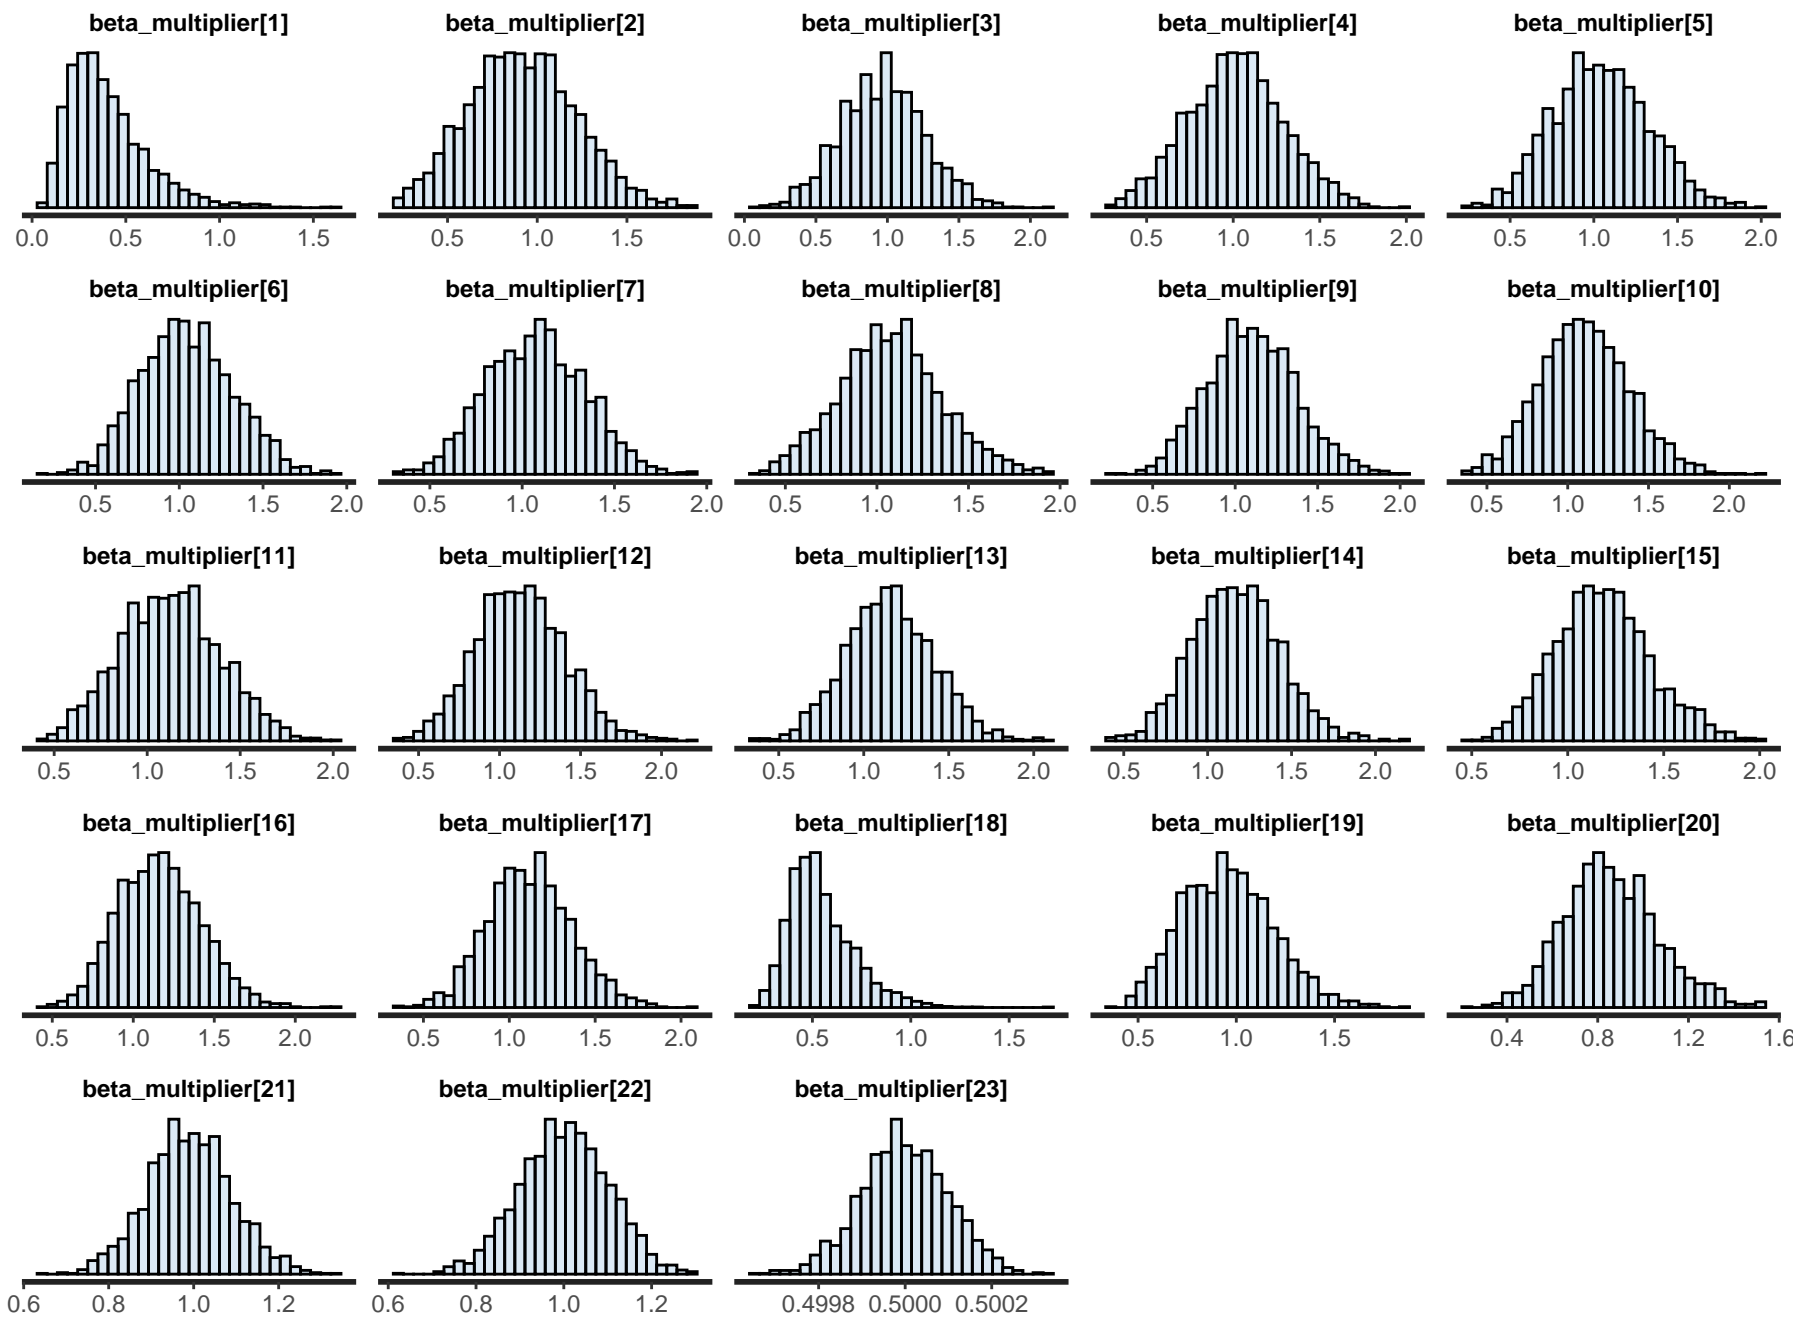 beta_multiplier[1] beta_multiplier[2] beta_multiplier[3] beta_multiplier[4] beta_multiplier[5]
0.0 0.5 1.0 1.5 0.5 1.0 1.5 0.0 0.5 1.0 1.5 2.0 0.5 1.0 1.5 2.0 0.5 1.0 1.5 2.0
beta_multiplier[6] beta_multiplier[7] beta_multiplier[8] beta_multiplier[9] beta_multiplier[10]
0.5 1.0 1.5 2.0 0.5 1.0 1.5 2.0 0.5 1.0 1.5 2.0 0.5 1.0 1.5 2.0 0.5 1.0 1.5 2.0
beta_multiplier[11] beta_multiplier[12] beta_multiplier[13] beta_multiplier[14] beta_multiplier[15]
0.5 1.0 1.5 2.0 0.5 1.0 1.5 2.0 0.5 1.0 1.5 2.0 0.5 1.0 1.5 2.0 0.5 1.0 1.5 2.0
beta_multiplier[16] beta_multiplier[17] beta_multiplier[18] beta_multiplier[19] beta_multiplier[20]
0.5 1.0 1.5 2.0 0.5 1.0 1.5 2.0 0.5 1.0 1.5 0.5 1.0 1.5 0.4 0.8 1.2 1.6
beta_multiplier[21] beta_multiplier[22] beta_multiplier[23]
0.6 0.8 1.0 1.2 0.6 0.8 1.0 1.2 0.4998 0.5000 0.5002